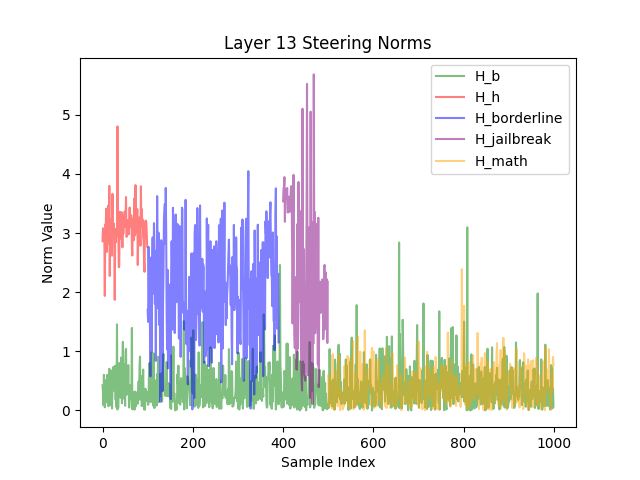 Layer 13 Steering Norms
H_b
H_h
H_borderline
H_jailbreak
H_math
Norm Value
5
4
3
2
1
0
0 200 400 600 800 1000
Sample Index